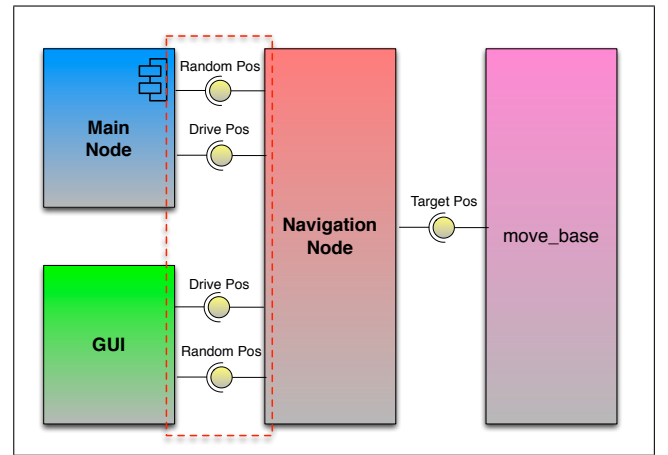 Random Pos
Main
Node
Drive Pos
Target Pos
Navigation
Node
move_base
Drive Pos
GUI
Random Pos